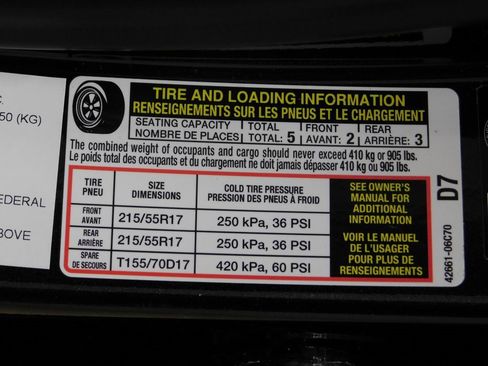 C.
50 (KG)
EDERAL
BOVE
TIRE AND LOADING INFORMATION
RENSEIGNEMENTS SUR LES PNEUS ET LE CHARGEMENT
SEATING CAPACITY TOTAL FRONT REAR
NOMBRE DE PLACES TOTAL: 5 AVANT: 2 ARRIÈRE: 3
The combined weight of occupants and cargo should never exceed 410 kg or 905 lbs.
Le poids total des occupants et du chargement ne doit jamais dépasser 410 kg or 905 lbs.
TIRE SIZE COLD TIRE PRESSURE
PNEU DIMENSIONS PRESSION DES PNEUS À FROID
FRONT
AVANT 215/55R17 250 kPa, 36 PSI
REAR
ARRIÈRE 215/55R17 250 kPa, 36 PSI
SPARE
DE SECOURS T155/70D17 420 kPa, 60 PSI
SEE OWNER'S
MANUAL FOR
ADDITIONAL
INFORMATION
VOIR LE MANUEL
DE L'USAGER
POUR PLUS DE
RENSEIGNEMENTS
D7
42661-06C70